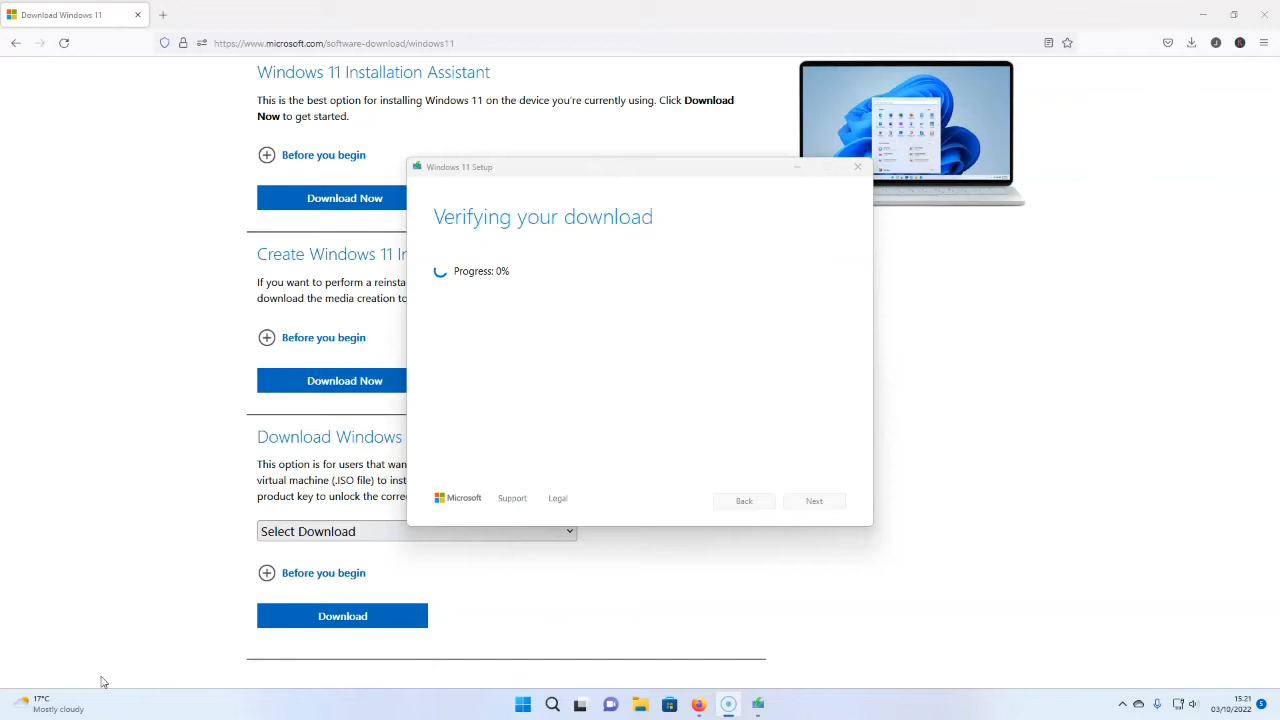 Download Windows 11
https://www.microsoft.com/software-download/windows11
Windows 11 Installation Assistant
This is the best option for installing Windows 11 on the device you're currently using. Click Download
Now to get started.
Before you begin
Download Now
Windows 11 Setup
Verifying your download
Progress: 0%
Create Windows 11 I
If you want to perform a reinsta
download the media creation to
Before you begin
Download Now
Download Windows
This option is for users that wan
virtual machine (.ISO file) to inst
product key to unlock the corre
Microsoft Support Legal
Back Next
Select Download
Before you begin
Download
17°C
Mostly cloudy
15:21
03/10/2022
5